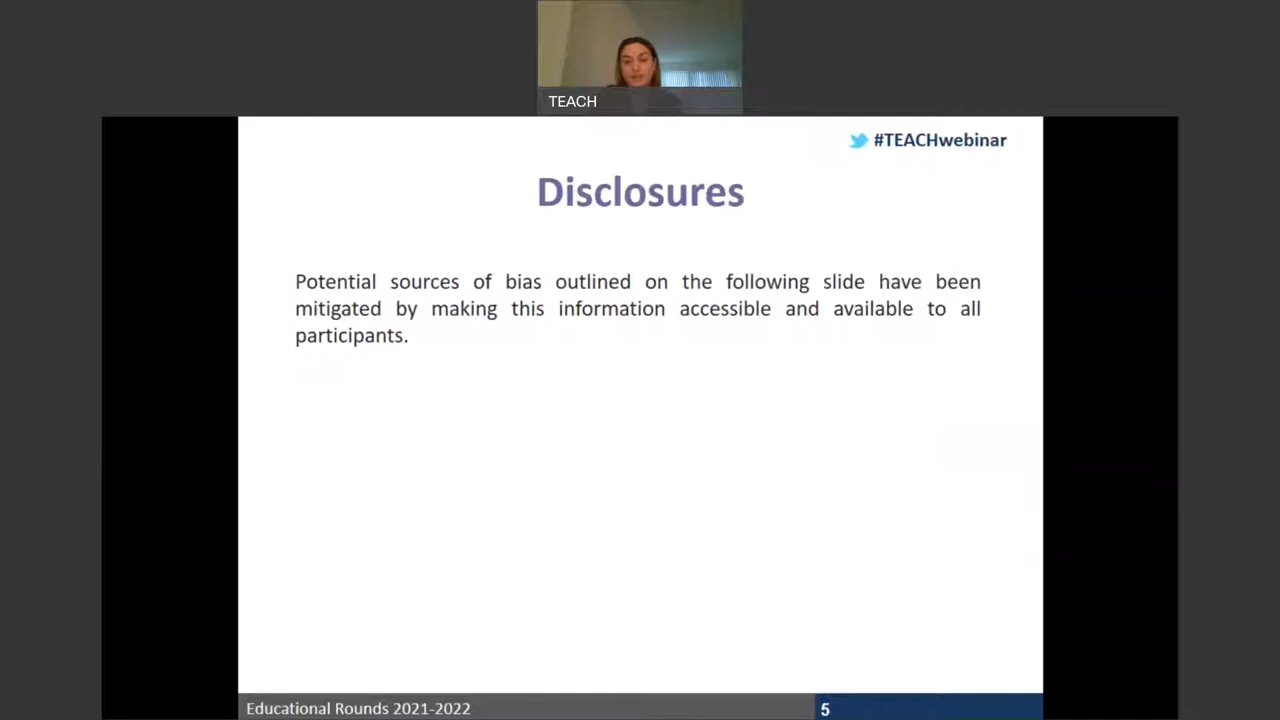 TEACH
#TEACHwebinar
Disclosures
Potential sources of bias outlined on the following slide have been
mitigated by making this information accessible and available to all
participants.
Educational Rounds 2021-2022
5